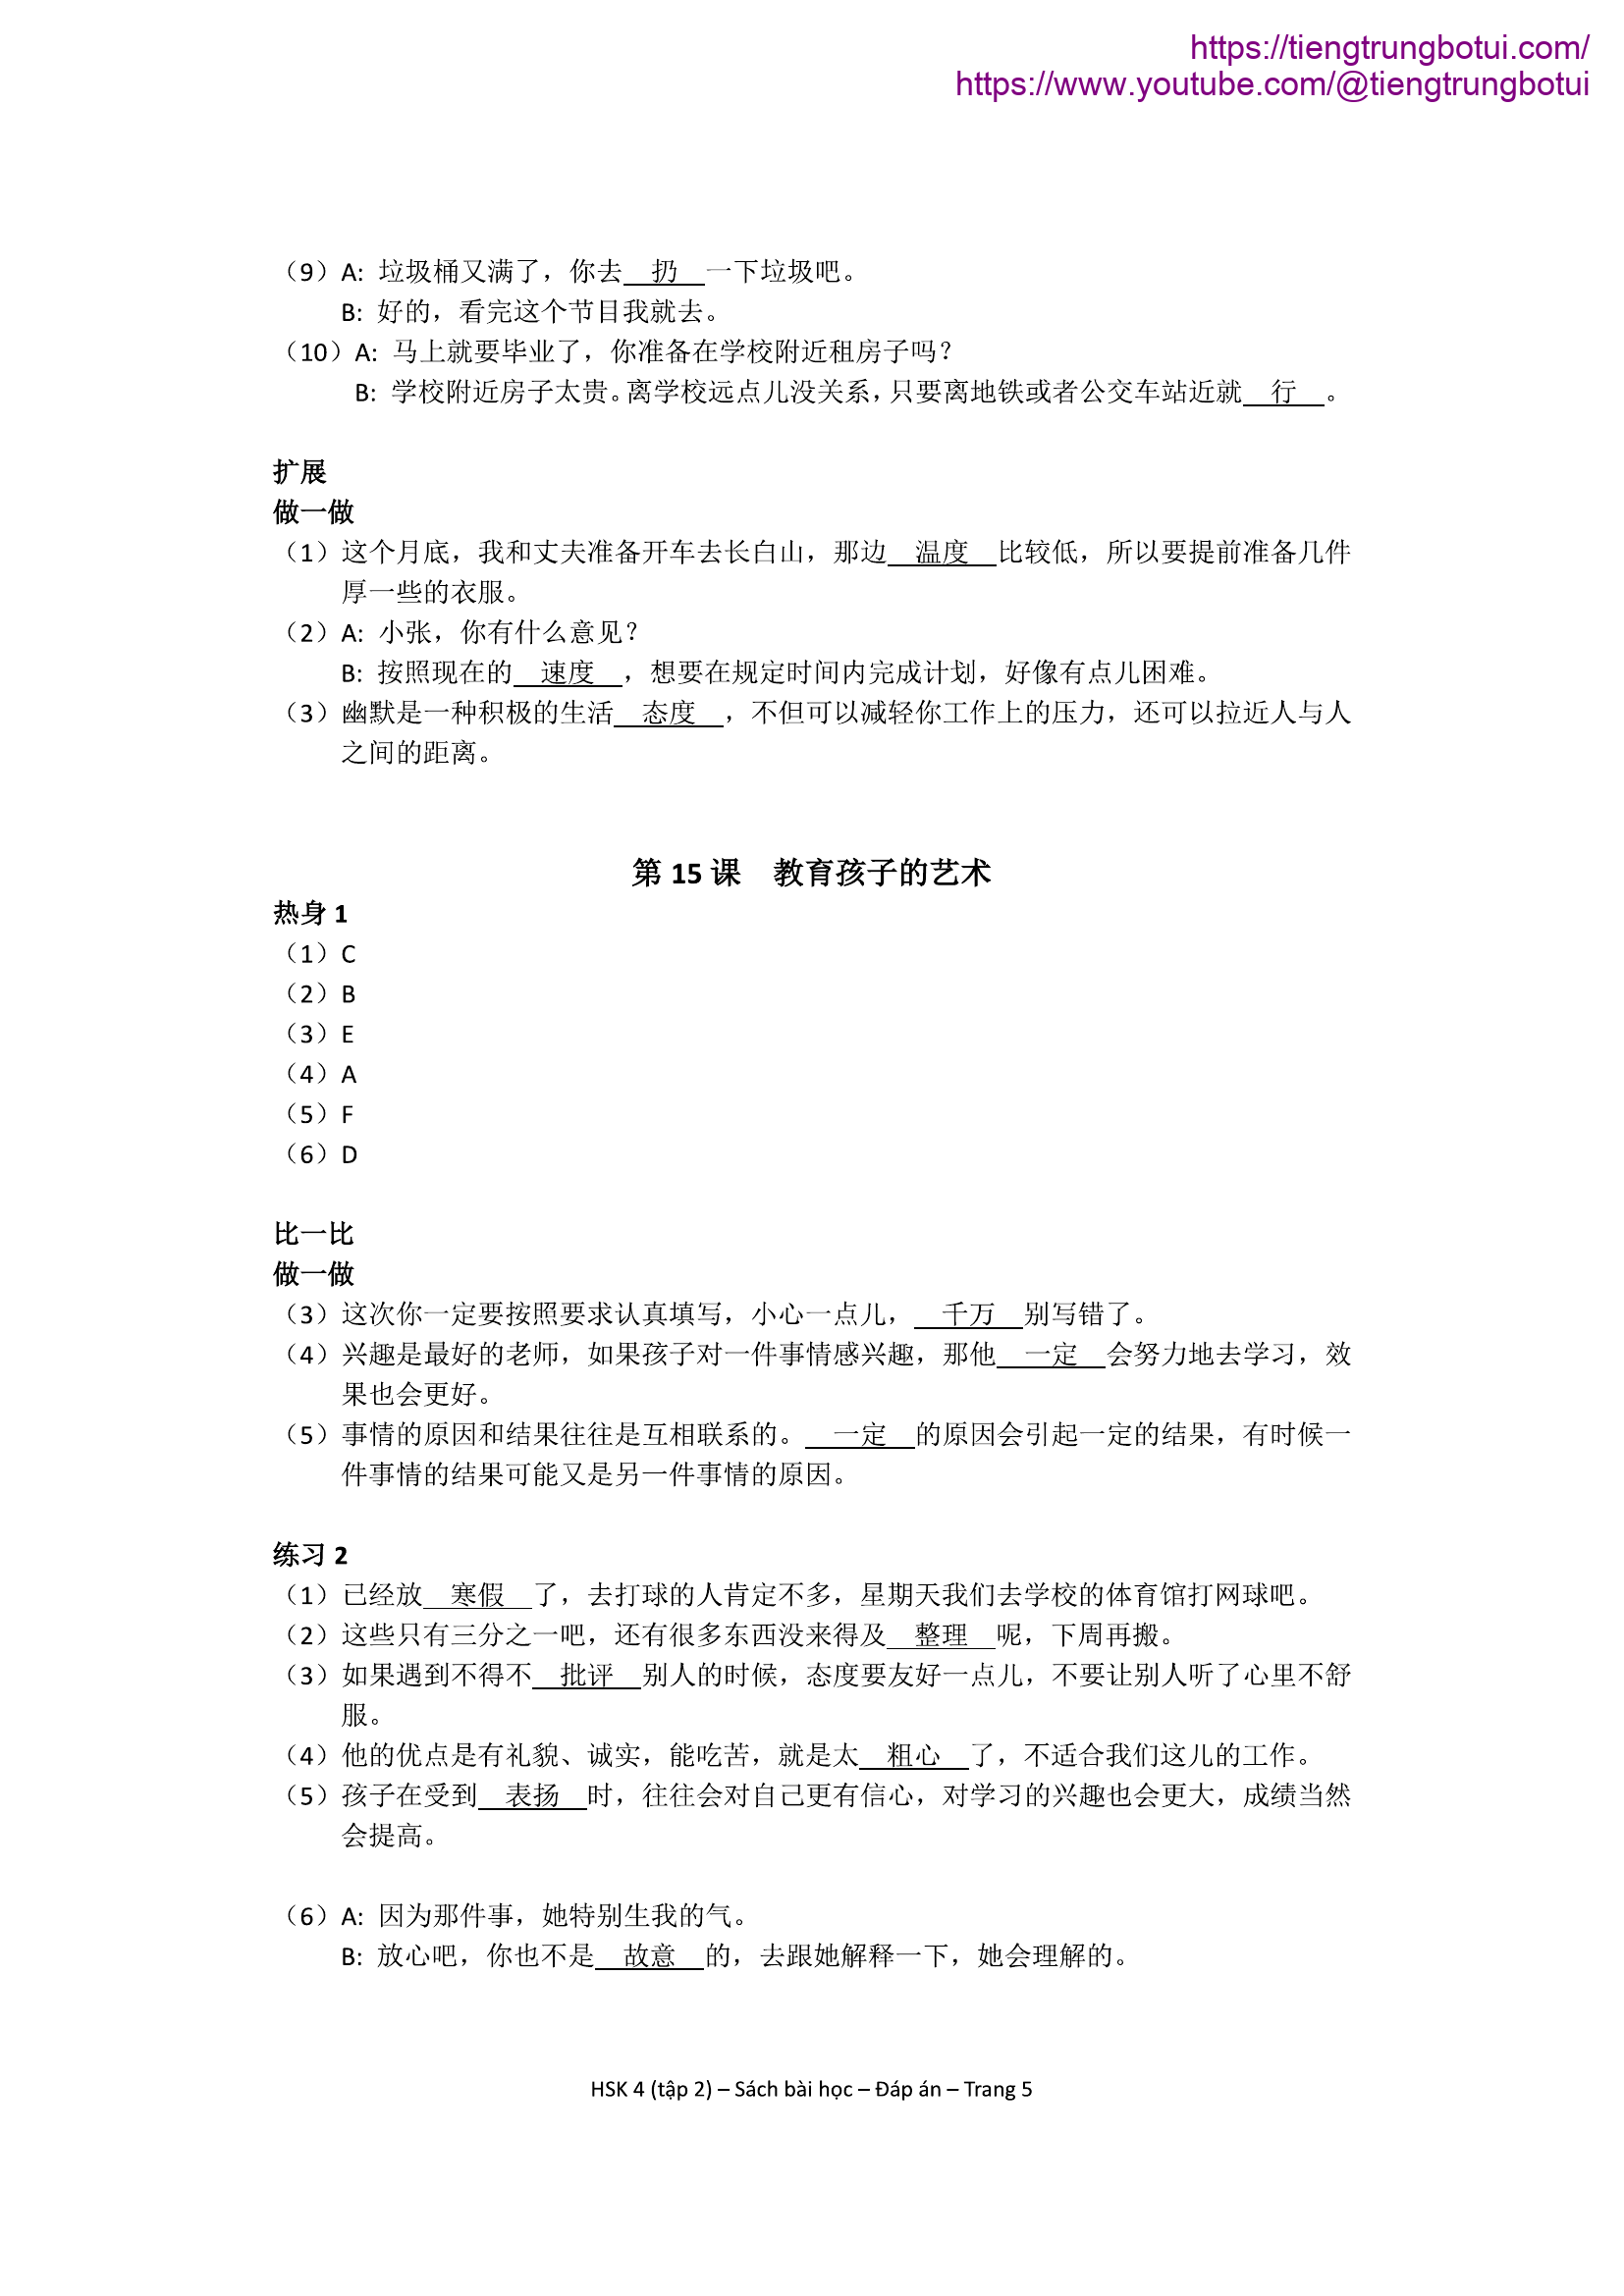 https://tiengtrungbotui.com/
https://www.youtube.com/@tiengtrungbotui
（9）A: 垃圾桶又满了，你去__扔__一下垃圾吧。
B: 好的，看完这个节目我就去。
（10）A: 马上就要毕业了，你准备在学校附近租房子吗？
B: 学校附近房子太贵。离学校远点儿没关系，只要离地铁或者公交车站近就__行__。
扩展
做一做
（1）这个月底，我和丈夫准备开车去长白山，那边__温度__比较低，所以要提前准备几件
厚一些的衣服。
（2）A: 小张，你有什么意见？
B: 按照现在的__速度__，想要在规定时间内完成计划，好像有点儿困难。
（3）幽默是一种积极的生活__态度__，不但可以减轻你工作上的压力，还可以拉近人与人
之间的距离。
第 15 课 教育孩子的艺术
热身 1
（1）C
（2）B
（3）E
（4）A
（5）F
（6）D
比一比
做一做
（3）这次你一定要按照要求认真填写，小心一点儿，__千万__别写错了。
（4）兴趣是最好的老师，如果孩子对一件事情感兴趣，那他__一定__会努力地去学习，效
果也会更好。
（5）事情的原因和结果往往是互相联系的。__一定__的原因会引起一定的结果，有时候一
件事情的结果可能又是另一件事情的原因。
练习 2
（1）已经放__寒假__了，去打球的人肯定不多，星期天我们去学校的体育馆打网球吧。
（2）这些只有三分之一吧，还有很多东西没来得及__整理__呢，下周再搬。
（3）如果遇到不得不__批评__别人的时候，态度要友好一点儿，不要让别人听了心里不舒
服。
（4）他的优点是有礼貌、诚实，能吃苦，就是太__粗心__了，不适合我们这儿的工作。
（5）孩子在受到__表扬__时，往往会对自己更有信心，对学习的兴趣也会更大，成绩当然
会提高。
（6）A: 因为那件事，她特别生我的气。
B: 放心吧，你也不是__故意__的，去跟她解释一下，她会理解的。
HSK 4 (tập 2) – Sách bài học – Đáp án – Trang 5